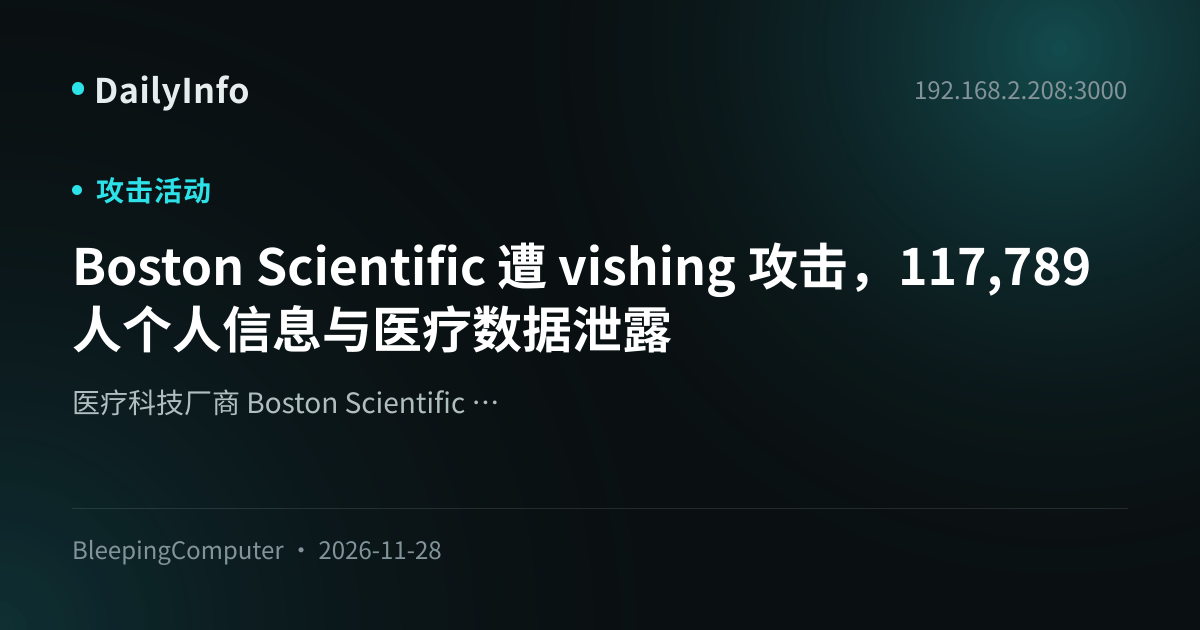 DailyInfo
192.168.2.208:3000
攻击活动
Boston Scientific 遭 vishing 攻击，117,789
人个人信息与医疗数据泄露
医疗科技厂商 Boston Scientific …
BleepingComputer · 2026-11-28